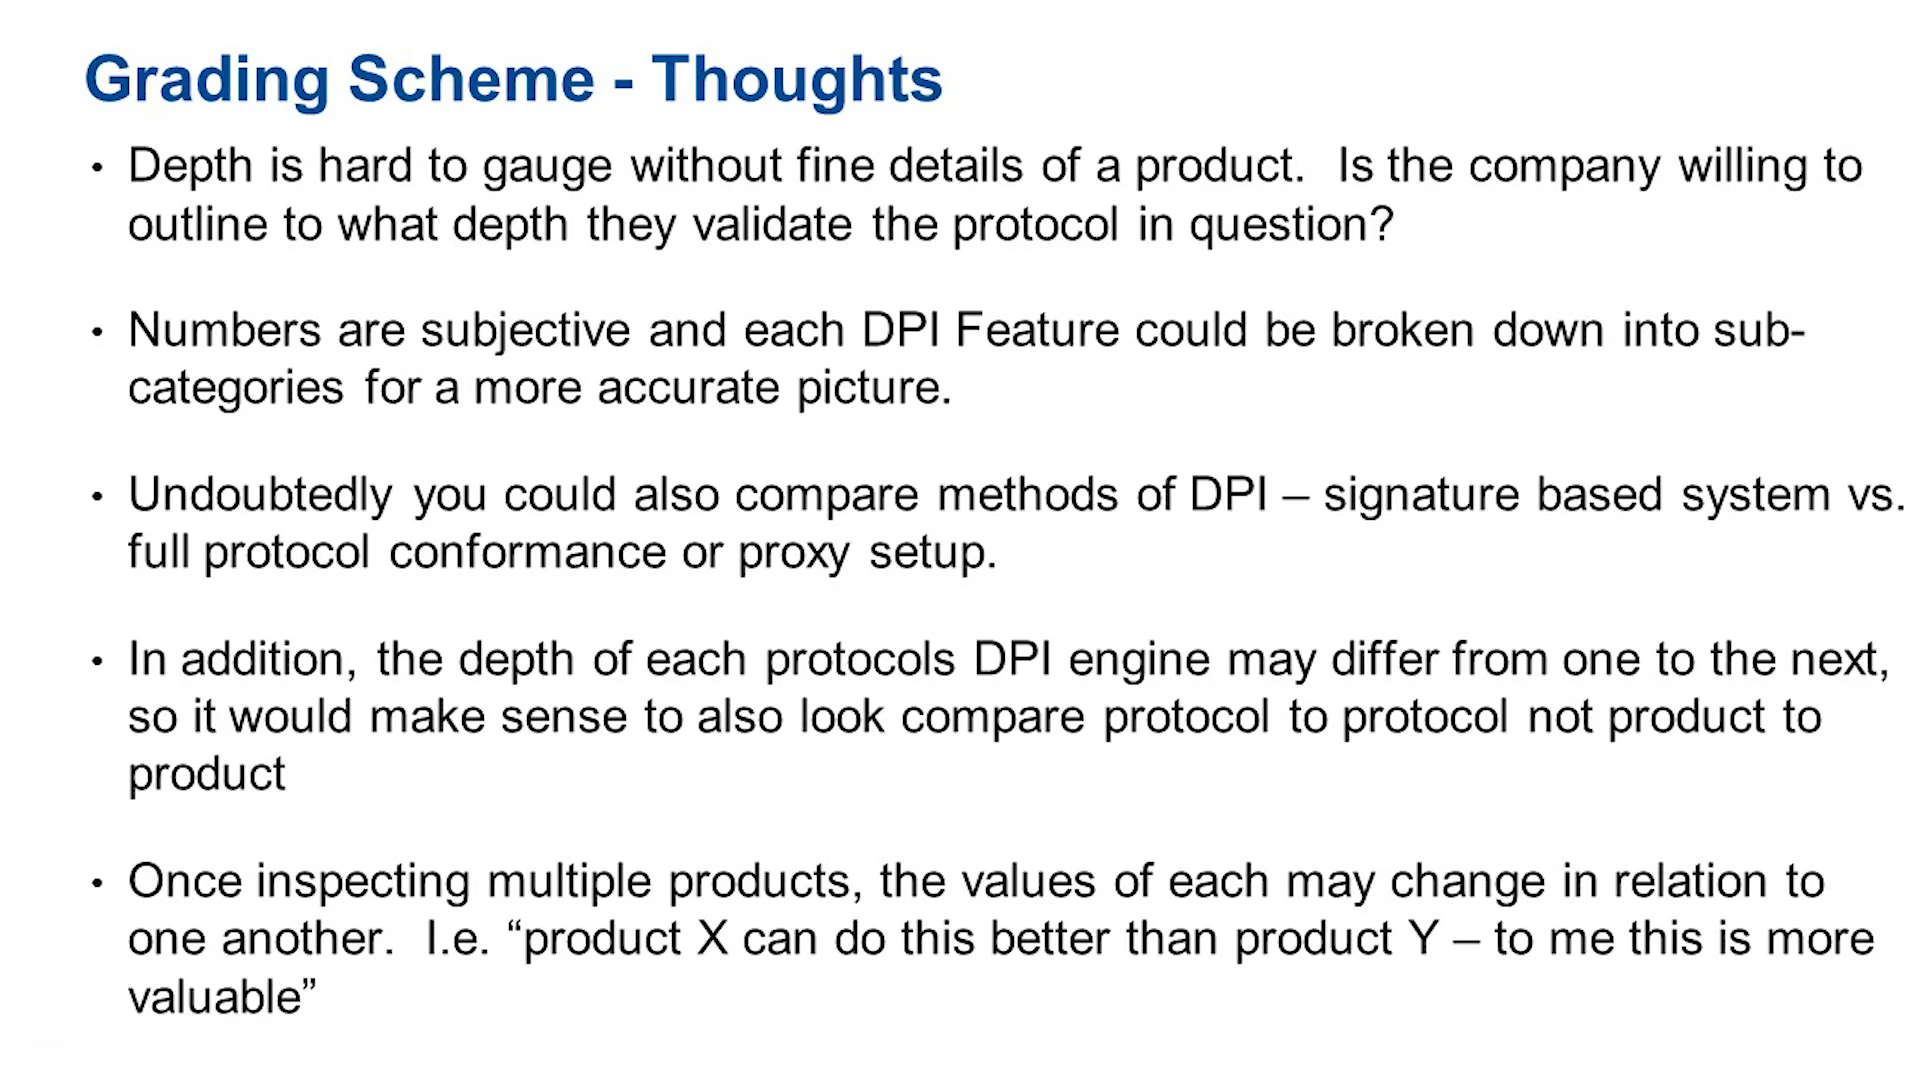 Grading Scheme - Thoughts
• Depth is hard to gauge without fine details of a product.  Is the company willing to
outline to what depth they validate the protocol in question?
• Numbers are subjective and each DPI Feature could be broken down into sub-
categories for a more accurate picture.
• Undoubtedly you could also compare methods of DPI – signature based system vs.
full protocol conformance or proxy setup.
• In addition, the depth of each protocols DPI engine may differ from one to the next,
so it would make sense to also look compare protocol to protocol not product to
product
• Once inspecting multiple products, the values of each may change in relation to
one another.  I.e. “product X can do this better than product Y – to me this is more
valuable”